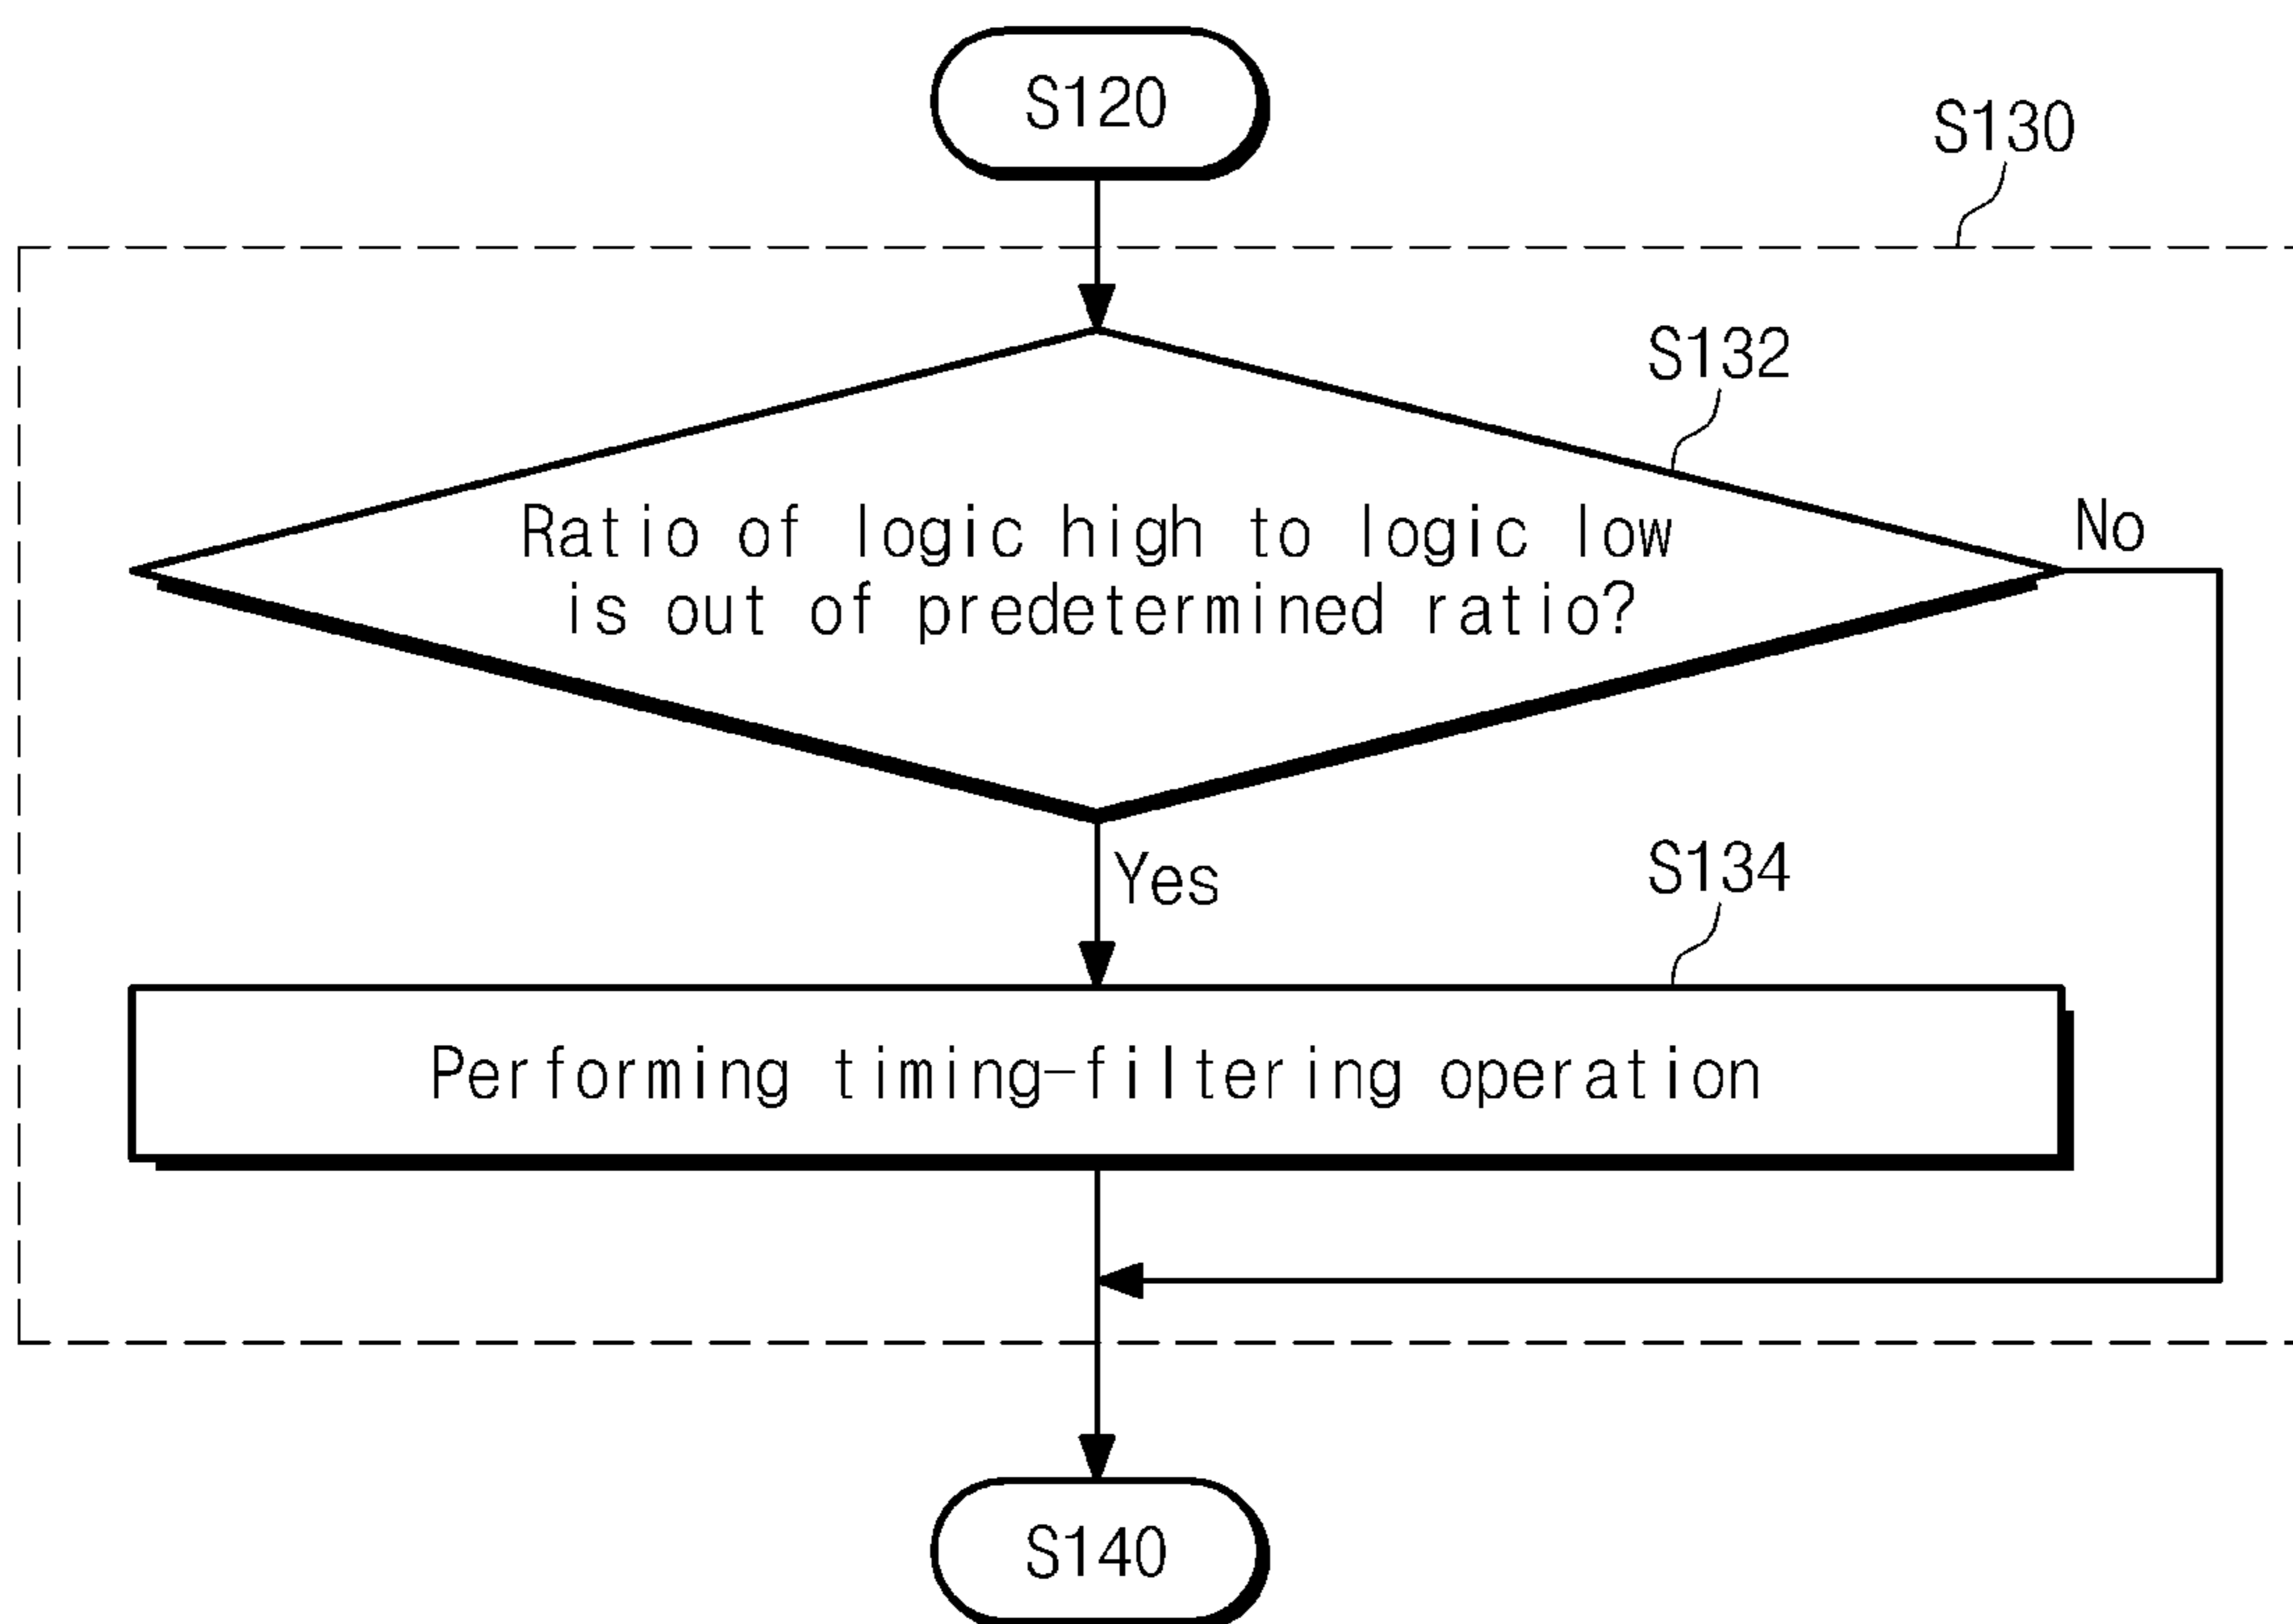 S120
S130
S132
Ratio of logic high to logic low
is out of predetermined ratio?
No
Yes
S134
Performing timing-filtering operation
S140